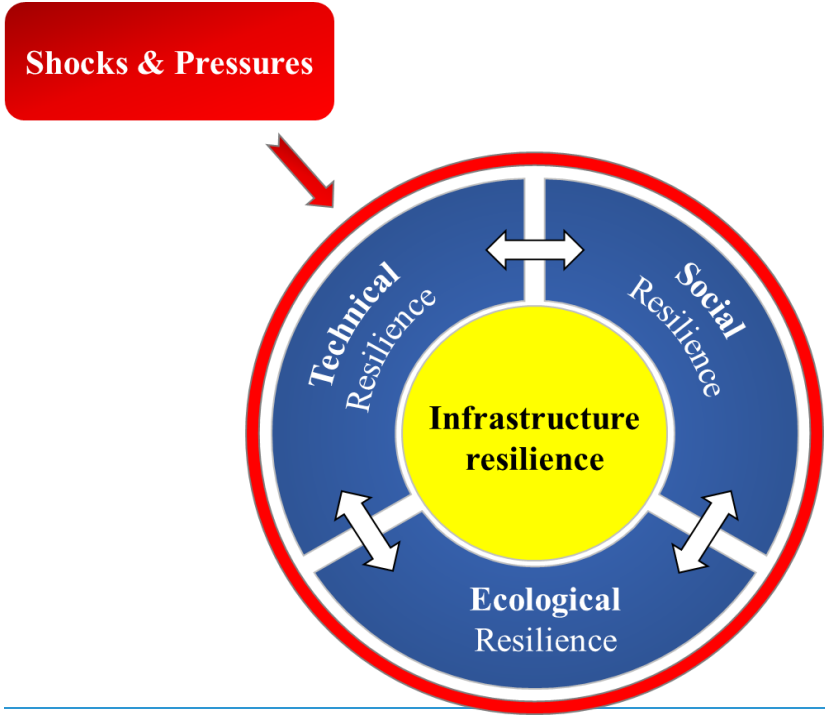 Shocks & Pressures
Technical
Resilience
Social
Resilience
Infrastructure
resilience
Ecological
Resilience